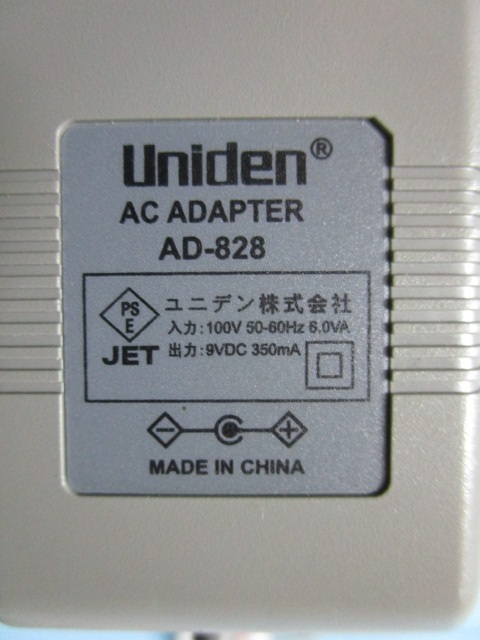 Uniden®
AC ADAPTER
AD-828
PS
E
JET
ユニデン株式会社
入力:100V 50-60Hz 6.0VA
出力:9VDC 350mA
MADE IN CHINA